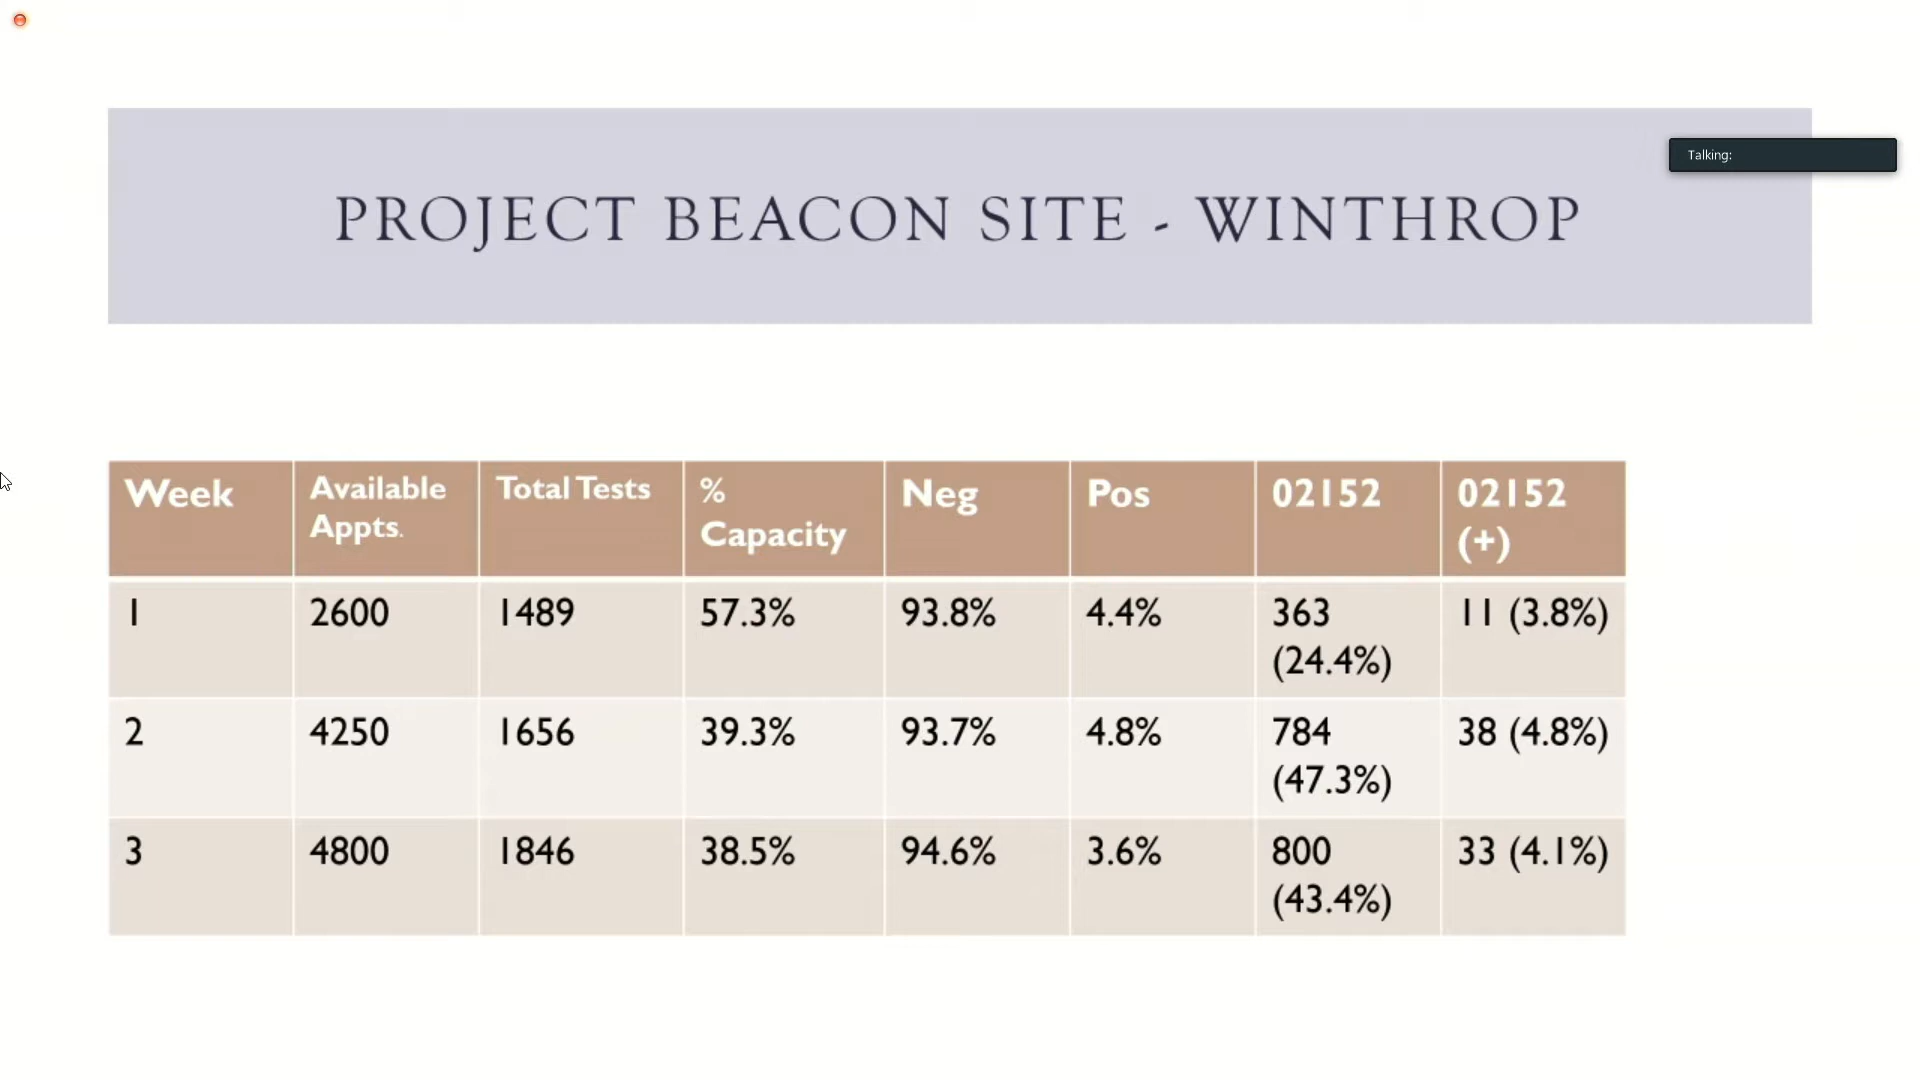 Talking:
PROJECT BEACON SITE - WINTHROP
Week Available Appts. Total Tests % Capacity Neg Pos 02152 02152 (+)
1 2600 1489 57.3% 93.8% 4.4% 363 (24.4%) 11 (3.8%)
2 4250 1656 39.3% 93.7% 4.8% 784 (47.3%) 38 (4.8%)
3 4800 1846 38.5% 94.6% 3.6% 800 (43.4%) 33 (4.1%)